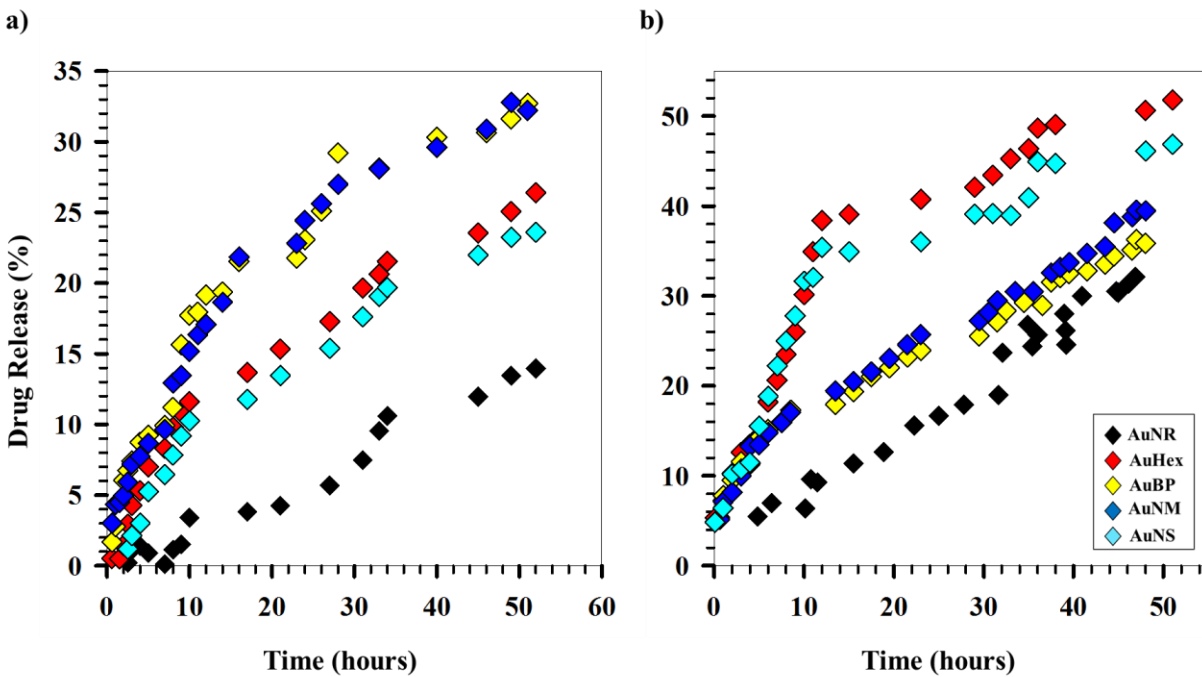 a)
b)
Drug Release (%)
35
30
25
20
15
10
5
0
0 10 20 30 40 50 60
Time (hours)
50
40
30
20
10
0
0 10 20 30 40 50
Time (hours)
AuNR
AuHex
AuBP
AuNM
AuNS